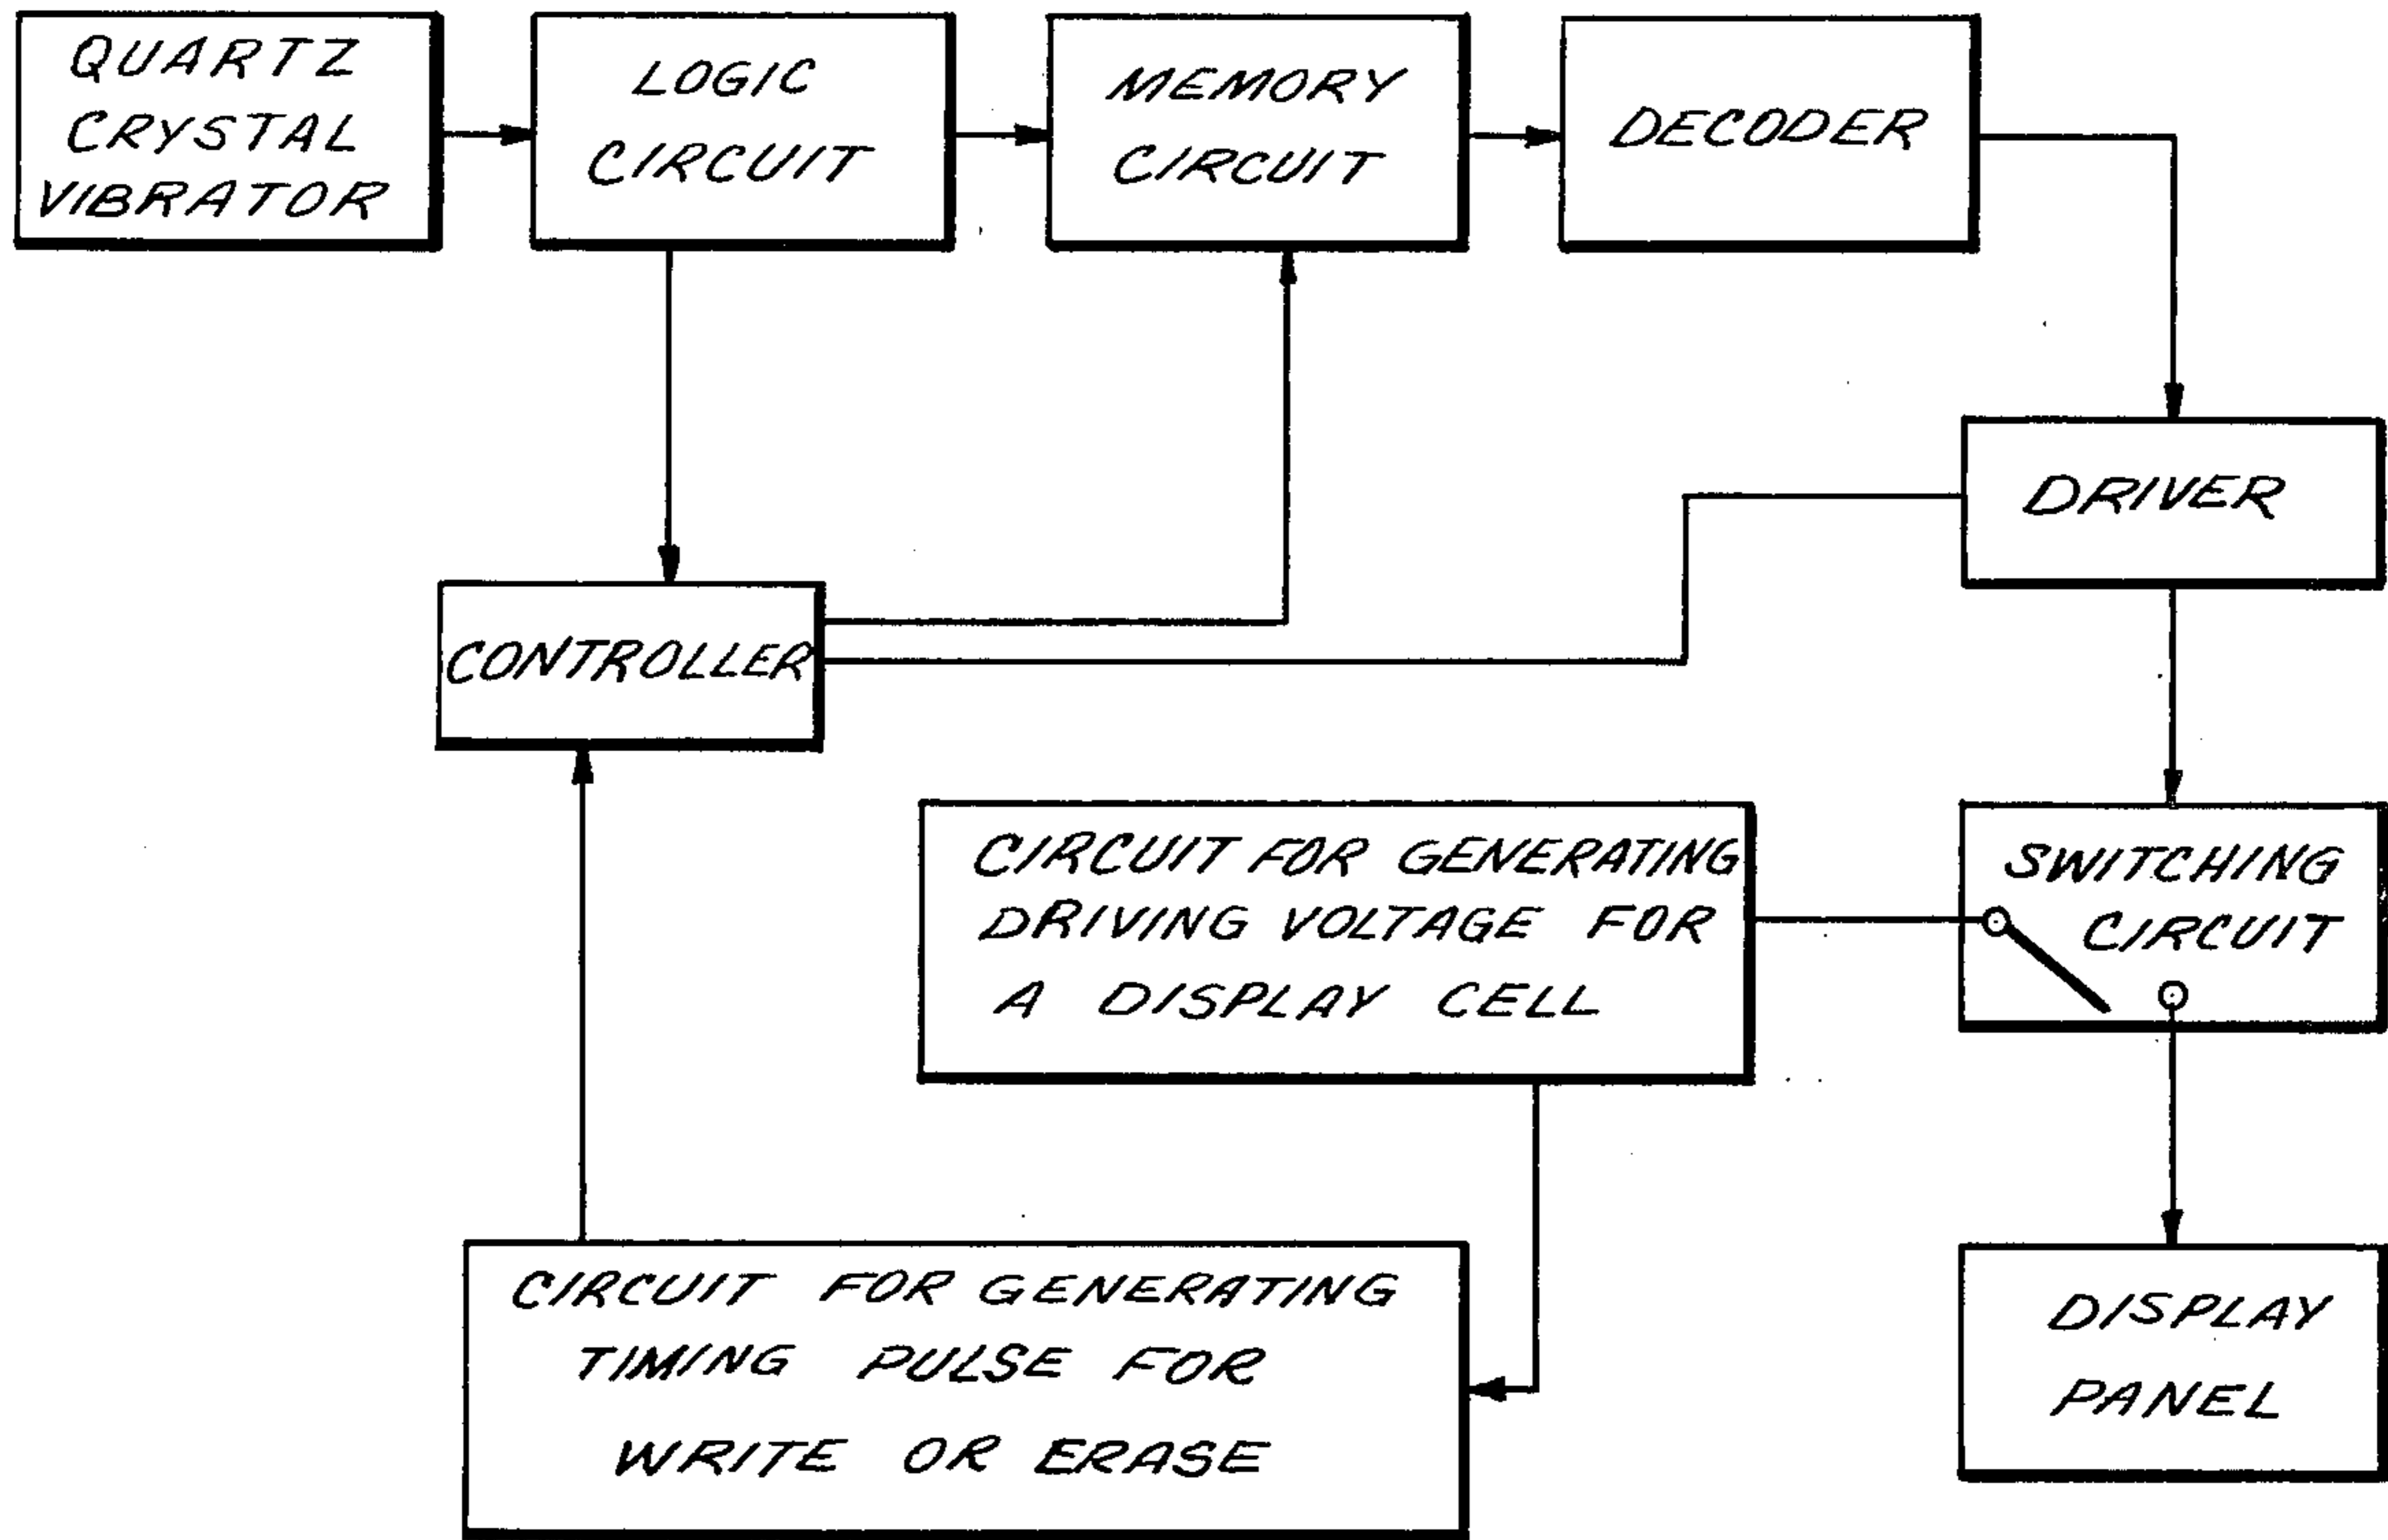 QUARTZ
CRYSTAL
VIBRATOR
LOGIC
CIRCUIT
MEMORY
CIRCUIT
DECODER
DRIVER
CONTROLLER
CIRCUIT FOR GENERATING
DRIVING VOLTAGE FOR
A DISPLAY CELL
SWITCHING
CIRCUIT
CIRCUIT FOR GENERATING
TIMING PULSE FOR
WRITE OR ERASE
DISPLAY
PANEL